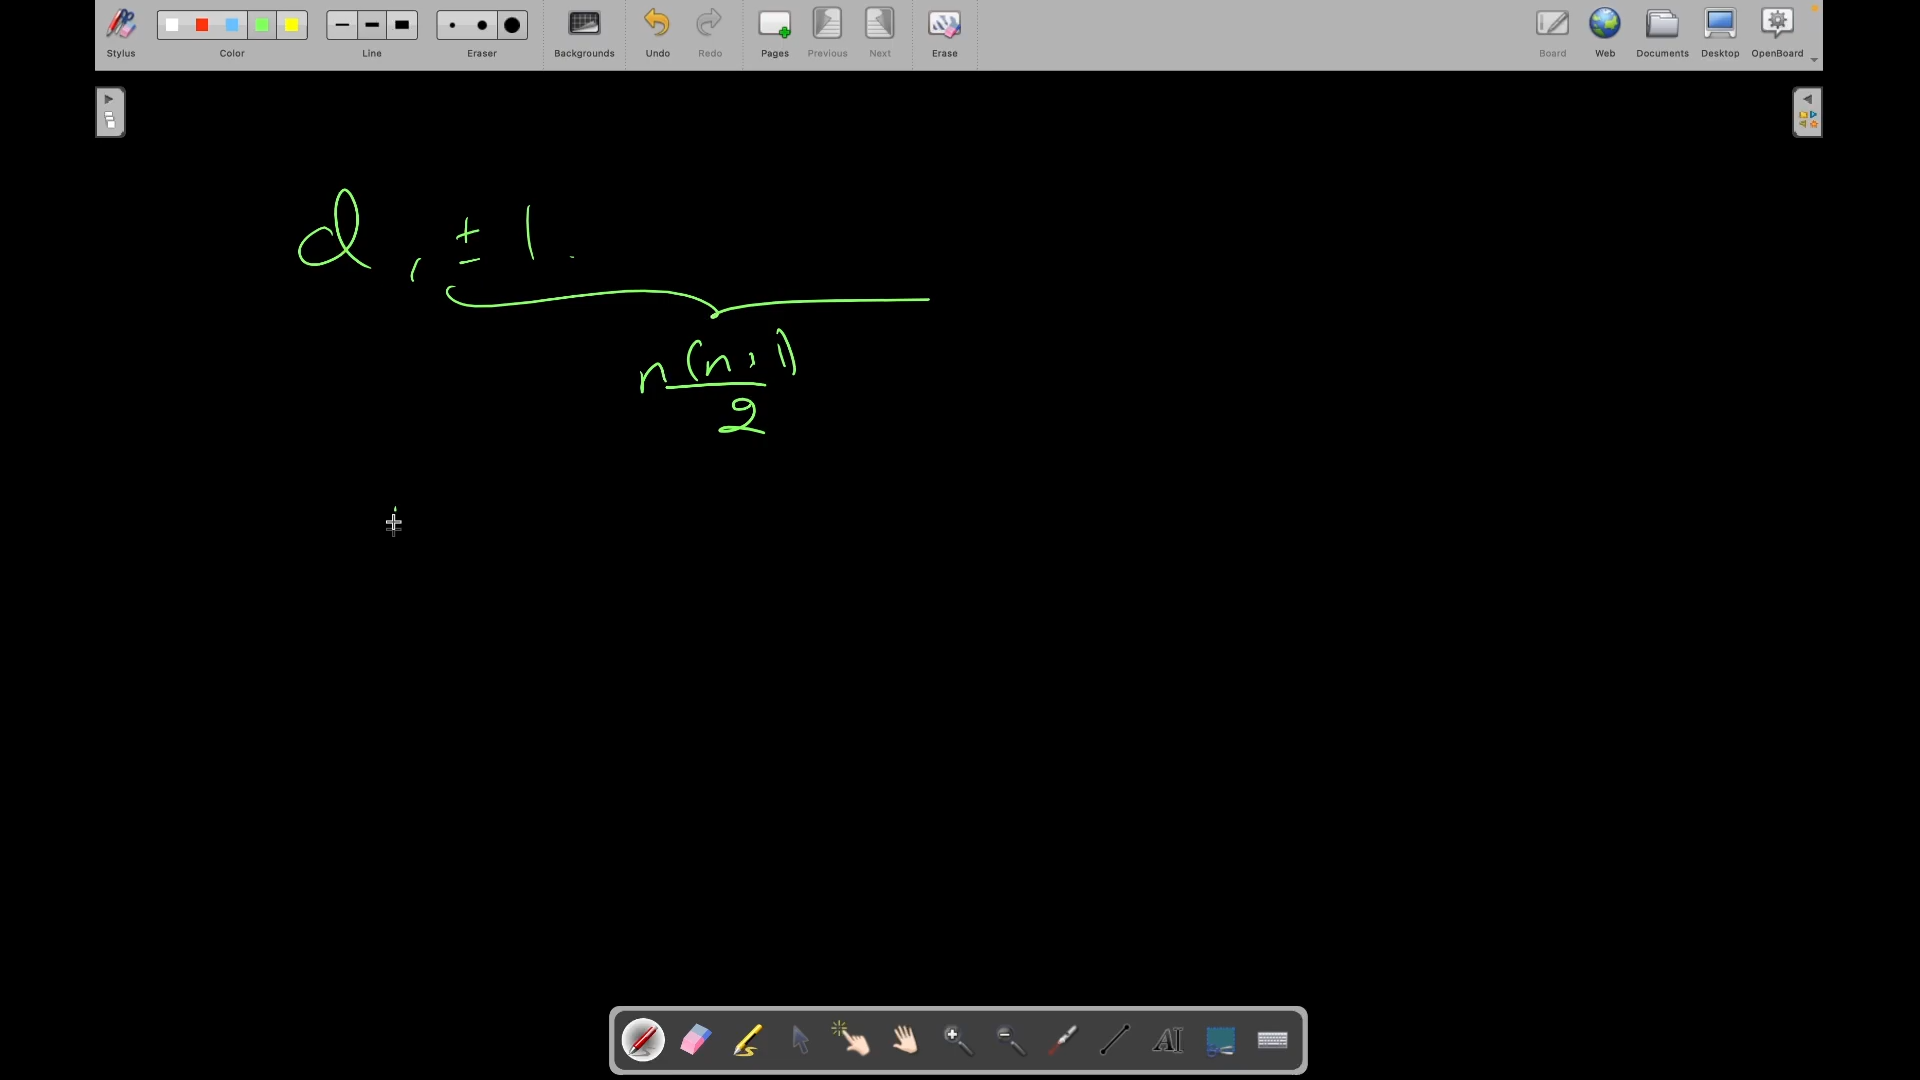 Stylus Color Line Eraser Backgrounds Undo Redo Pages Previous Next Erase Board Web Documents Desktop OpenBoard
d, ± 1.
n(n,1)
2
AI